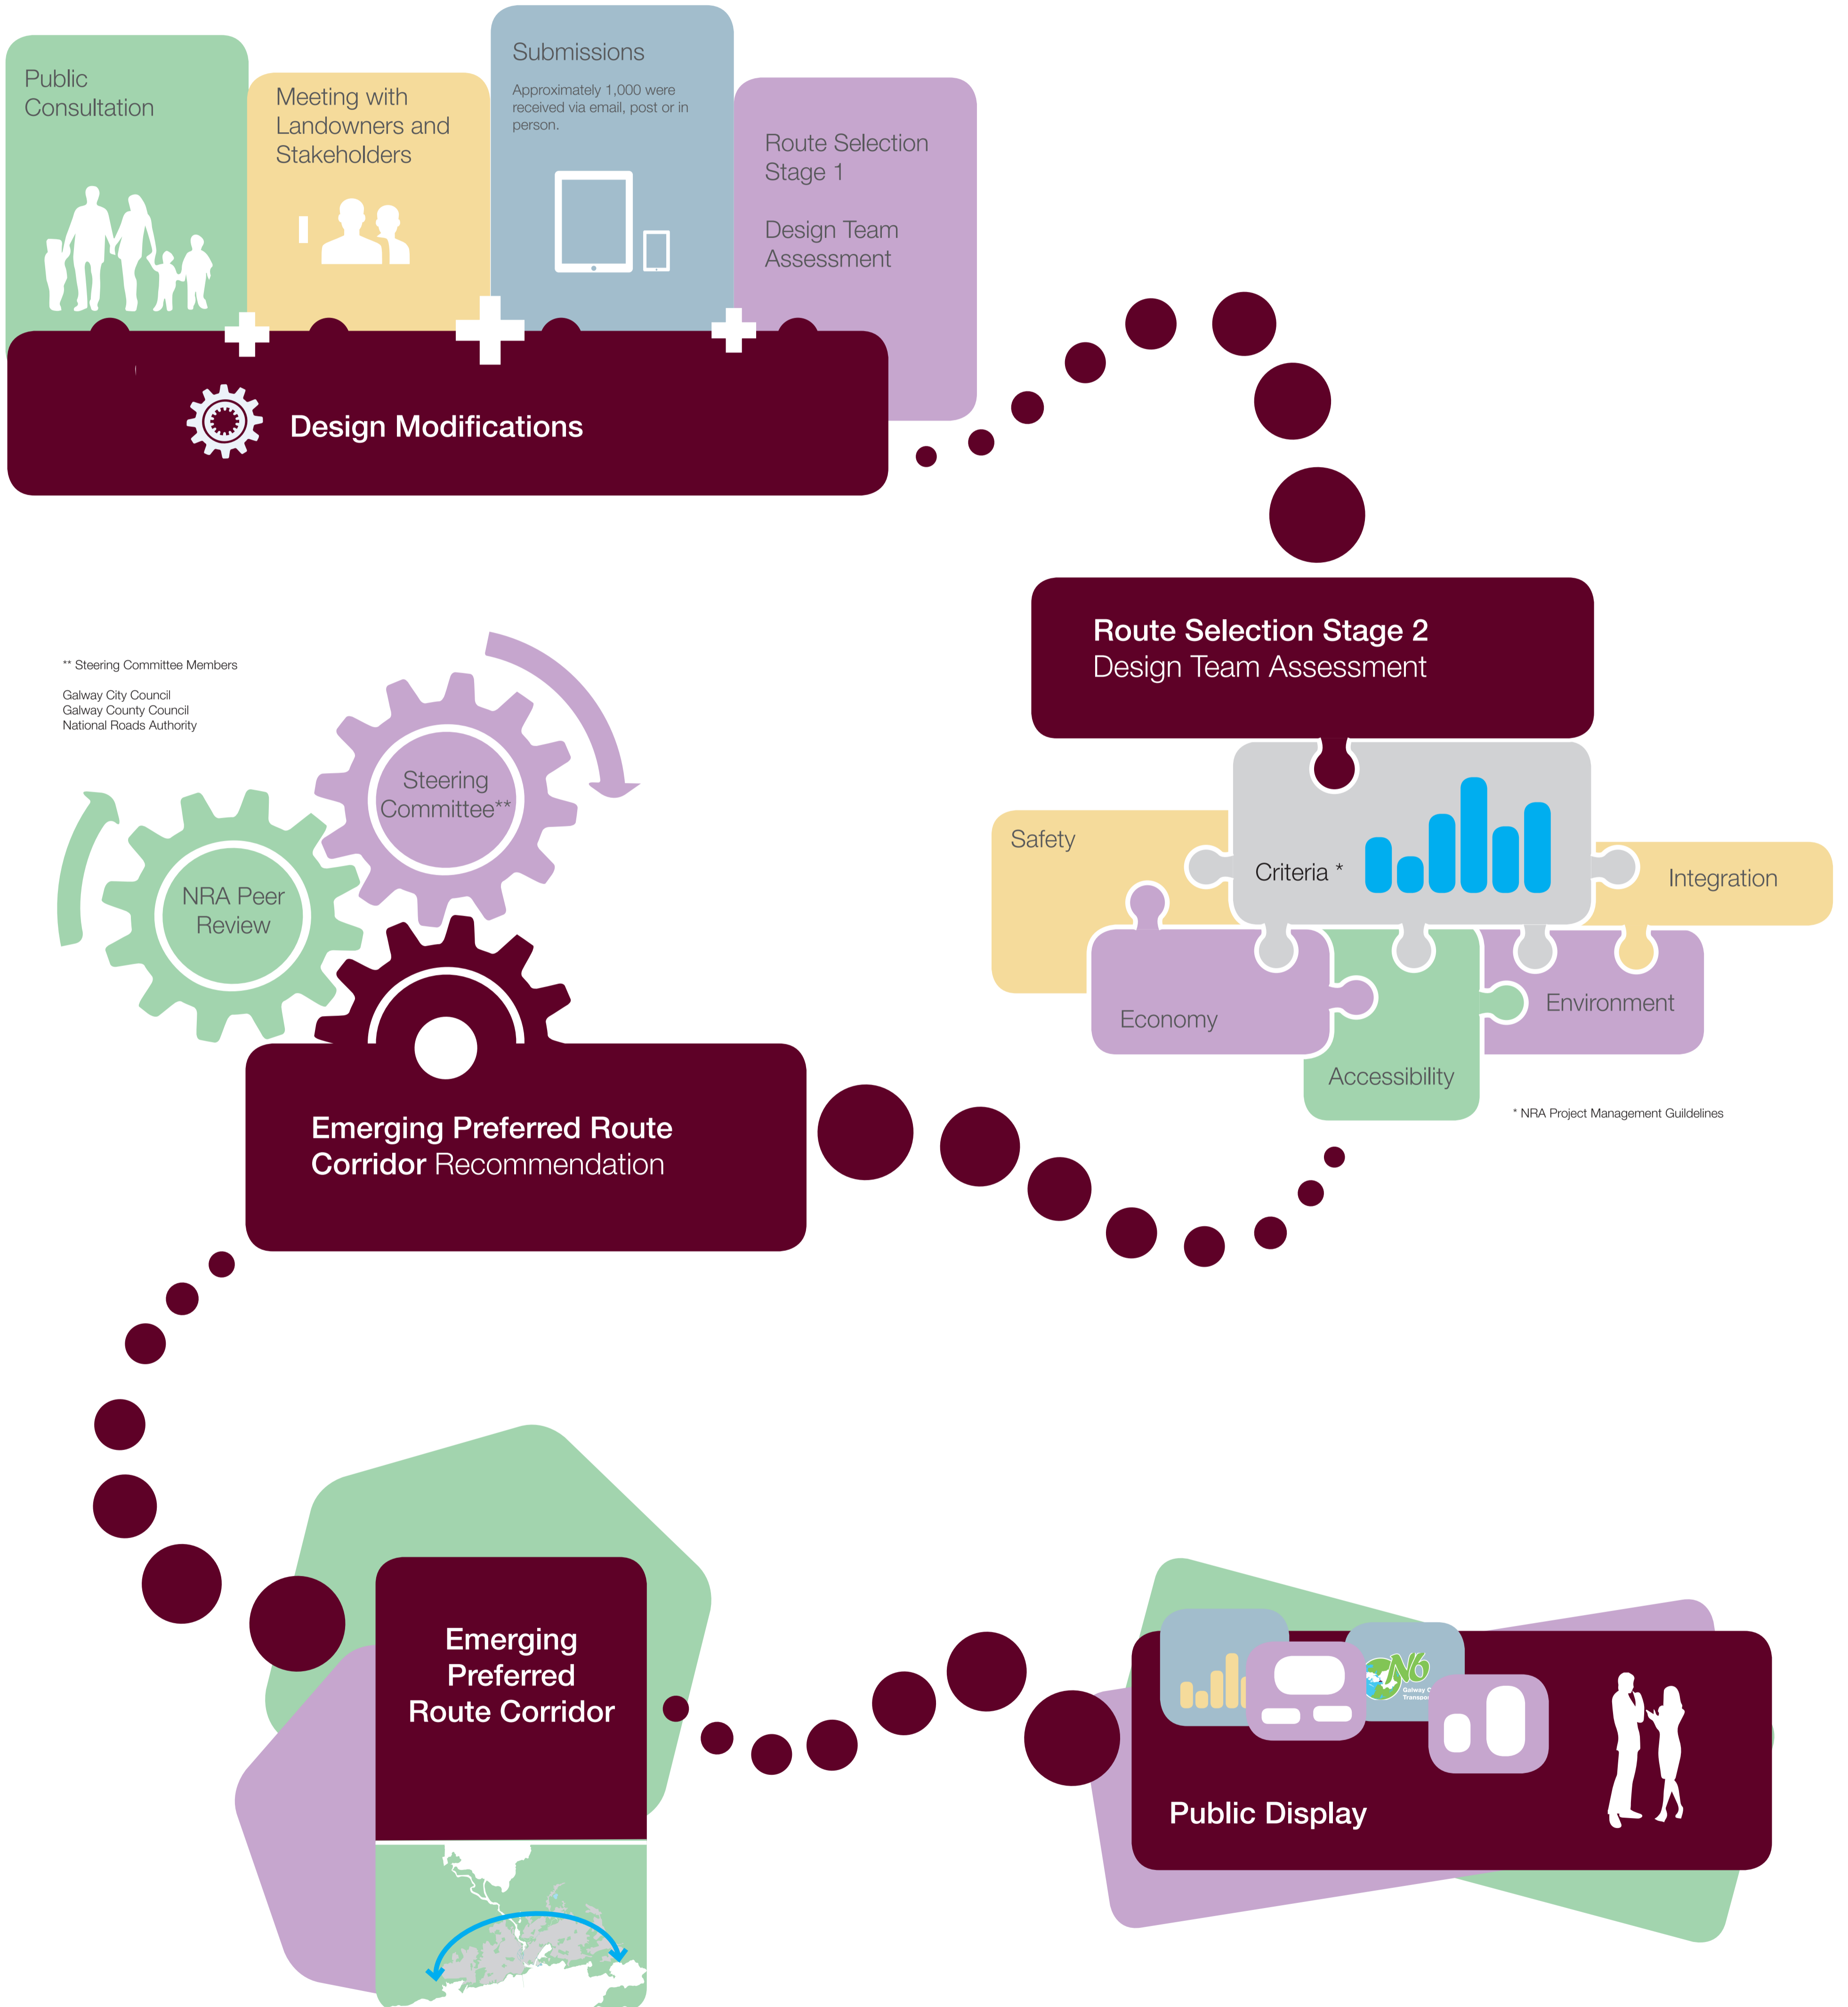 Public
Consultation
Meeting with
Landowners and
Stakeholders
Submissions
Approximately 1,000 were
received via email, post or in
person.
Route Selection
Stage 1
Design Team
Assessment
Design Modifications
Route Selection Stage 2
Design Team Assessment
** Steering Committee Members
Galway City Council
Galway County Council
National Roads Authority
Steering
Committee**
NRA Peer
Review
Safety
Criteria *
Integration
Economy
Environment
Accessibility
* NRA Project Management Guildelines
Emerging Preferred Route
Corridor Recommendation
Emerging
Preferred
Route Corridor
N6
Galway
Public Display